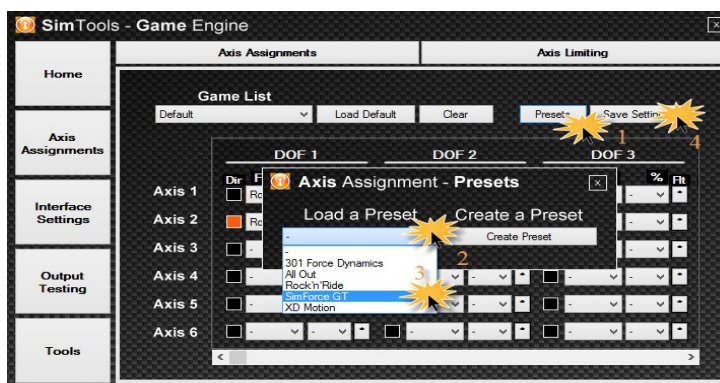 SimTools - Game Engine
x
Axis Assignments
Axis Limiting
Home
Axis Assignments
Interface Settings
Output Testing
Tools
Game List
Default
Load Default
Clear
Presets
Save
1
4
DOF 1
DOF 2
DOF 3
Dir
%
Flt
Axis 1
Axis 2
Axis 3
Axis 4
Axis 5
Axis 6
Axis Assignment - Presets
x
Load a Preset
Create a Preset
-
Create Preset
2
3
-
301 Force Dynamics
All Out
Rock'n'Ride
SimForce GT
XD Motion